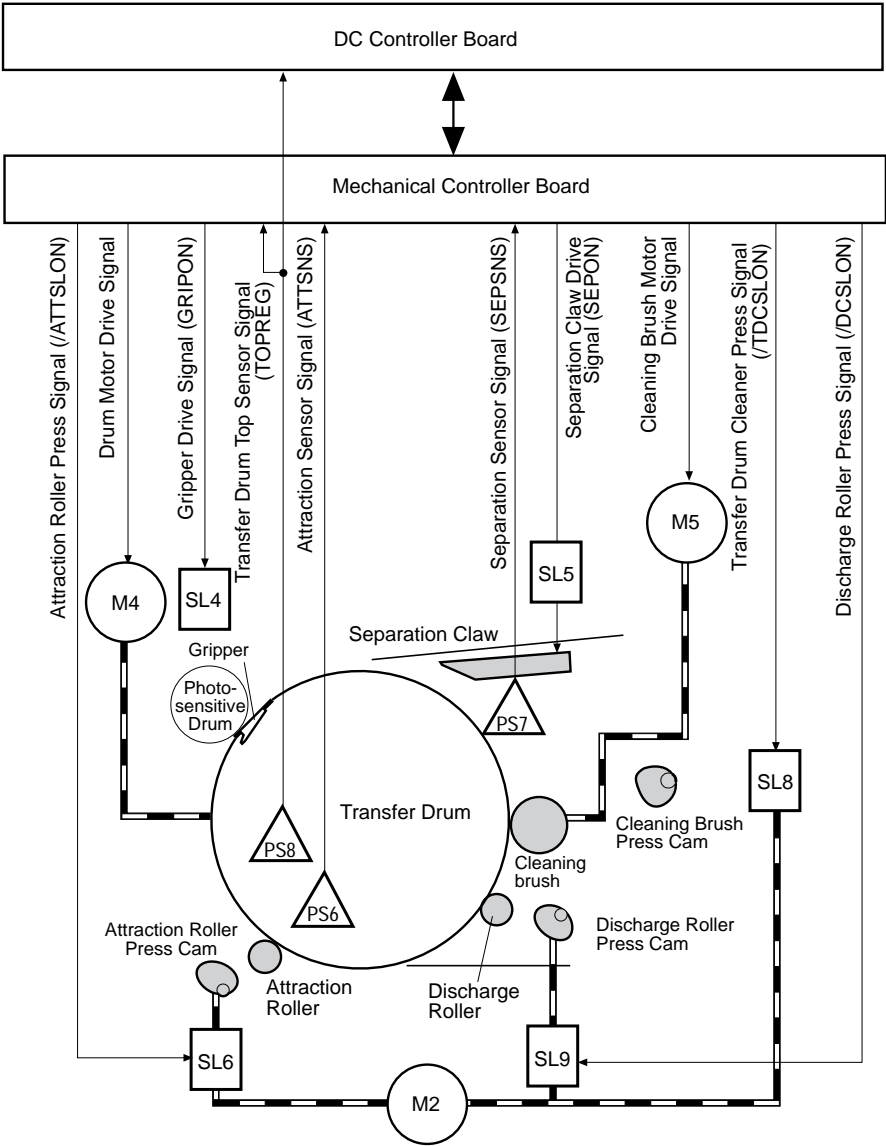 DC Controller Board
Mechanical Controller Board
Attraction Roller Press Signal (/ATTSLON)
Drum Motor Drive Signal
Gripper Drive Signal (GRIPON)
Transfer Drum Top Sensor Signal
(TOPREG)
Attraction Sensor Signal (ATTSNS)
Separation Sensor Signal (SEPSNS)
Separation Claw Drive
Signal (SEPON)
Cleaning Brush Motor
Drive Signal
Transfer Drum Cleaner Press Signal
(/TDCSLON)
Discharge Roller Press Signal (/DCSLON)
M4
SL4
SL5
M5
Separation Claw
Gripper
Photo-
sensitive
Drum
PS7
SL8
Transfer Drum
PS8
Cleaning Brush
Press Cam
Cleaning
brush
PS6
Attraction Roller
Press Cam
Discharge Roller
Press Cam
Attraction
Roller
Discharge
Roller
SL6
SL9
M2